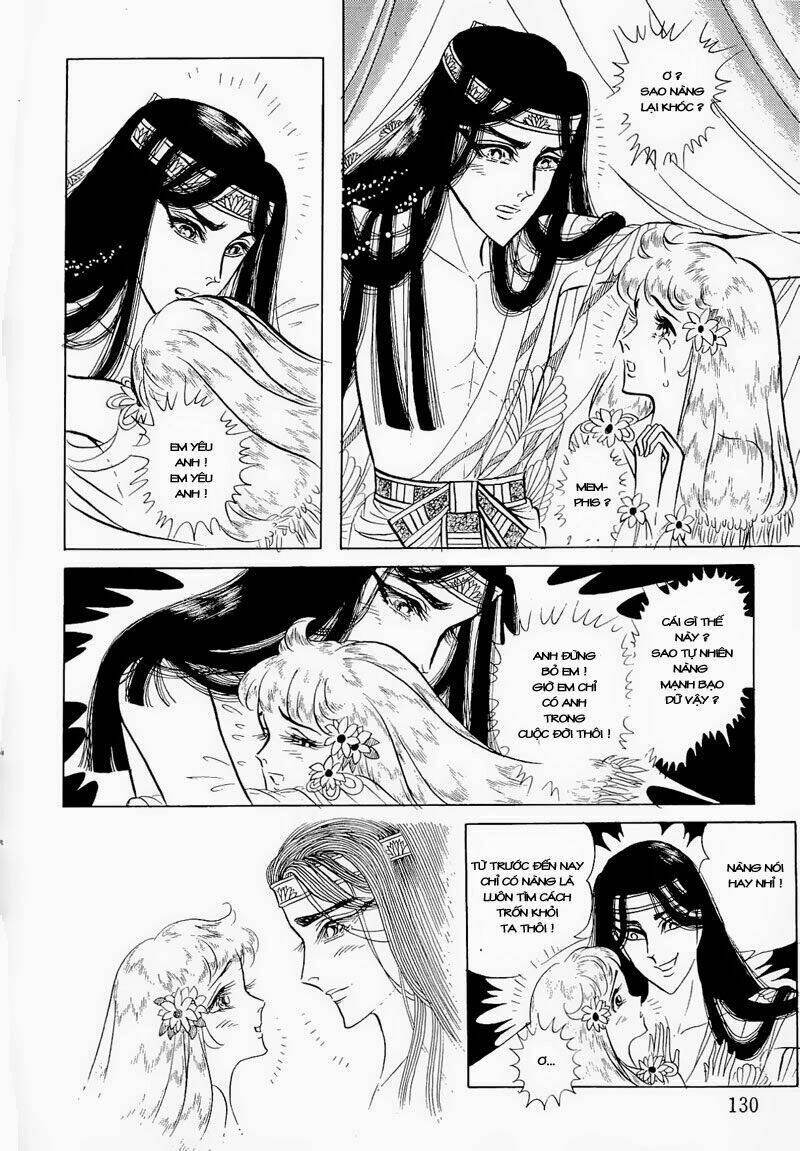 Ơ ?
SAO NÀNG
LẠI KHÓC ?
MEM-
PHIS ?
EM YÊU
ANH !
EM YÊU
ANH !
CÁI GÌ THẾ
NÀY ?
SAO TỰ NHIÊN
NÀNG
MẠNH BẠO
DỮ VẬY ?
ANH ĐỪNG
BỎ EM !
GIỜ EM CHỈ
CÓ ANH
TRONG
CUỘC ĐỜI THÔI !
NÀNG NÓI
HAY NHỈ !
TỪ TRƯỚC ĐẾN NAY
CHỈ CÓ NÀNG LÀ
LUÔN TÌM CÁCH
TRỐN KHỎI
TA THÔI !
Ơ...
130